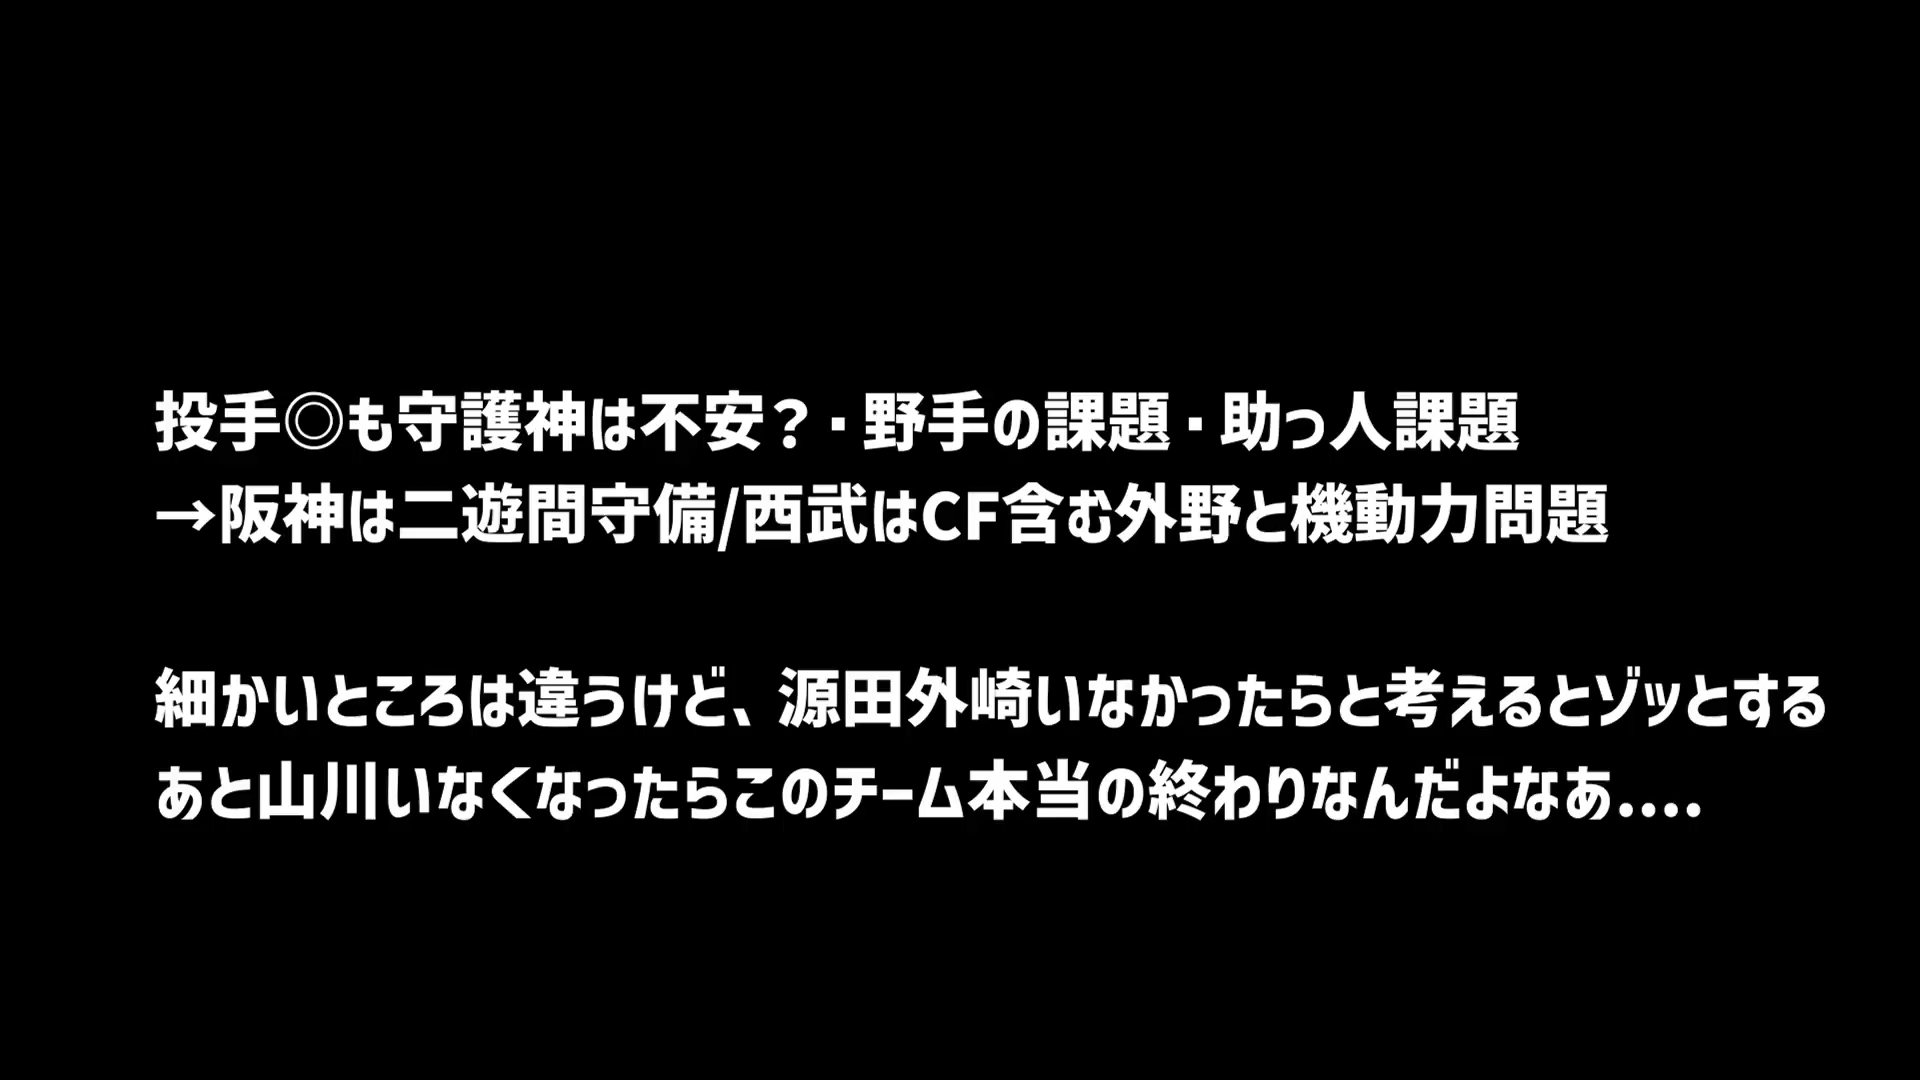 投手◎も守護神は不安？・野手の課題・助っ人課題
→阪神は二遊間守備/西武はCF含む外野と機動力問題
細かいところは違うけど、源田外崎いなかったらと考えるとゾッとする
あと山川いなくなったらこのチーム本当の終わりなんだよなあ....